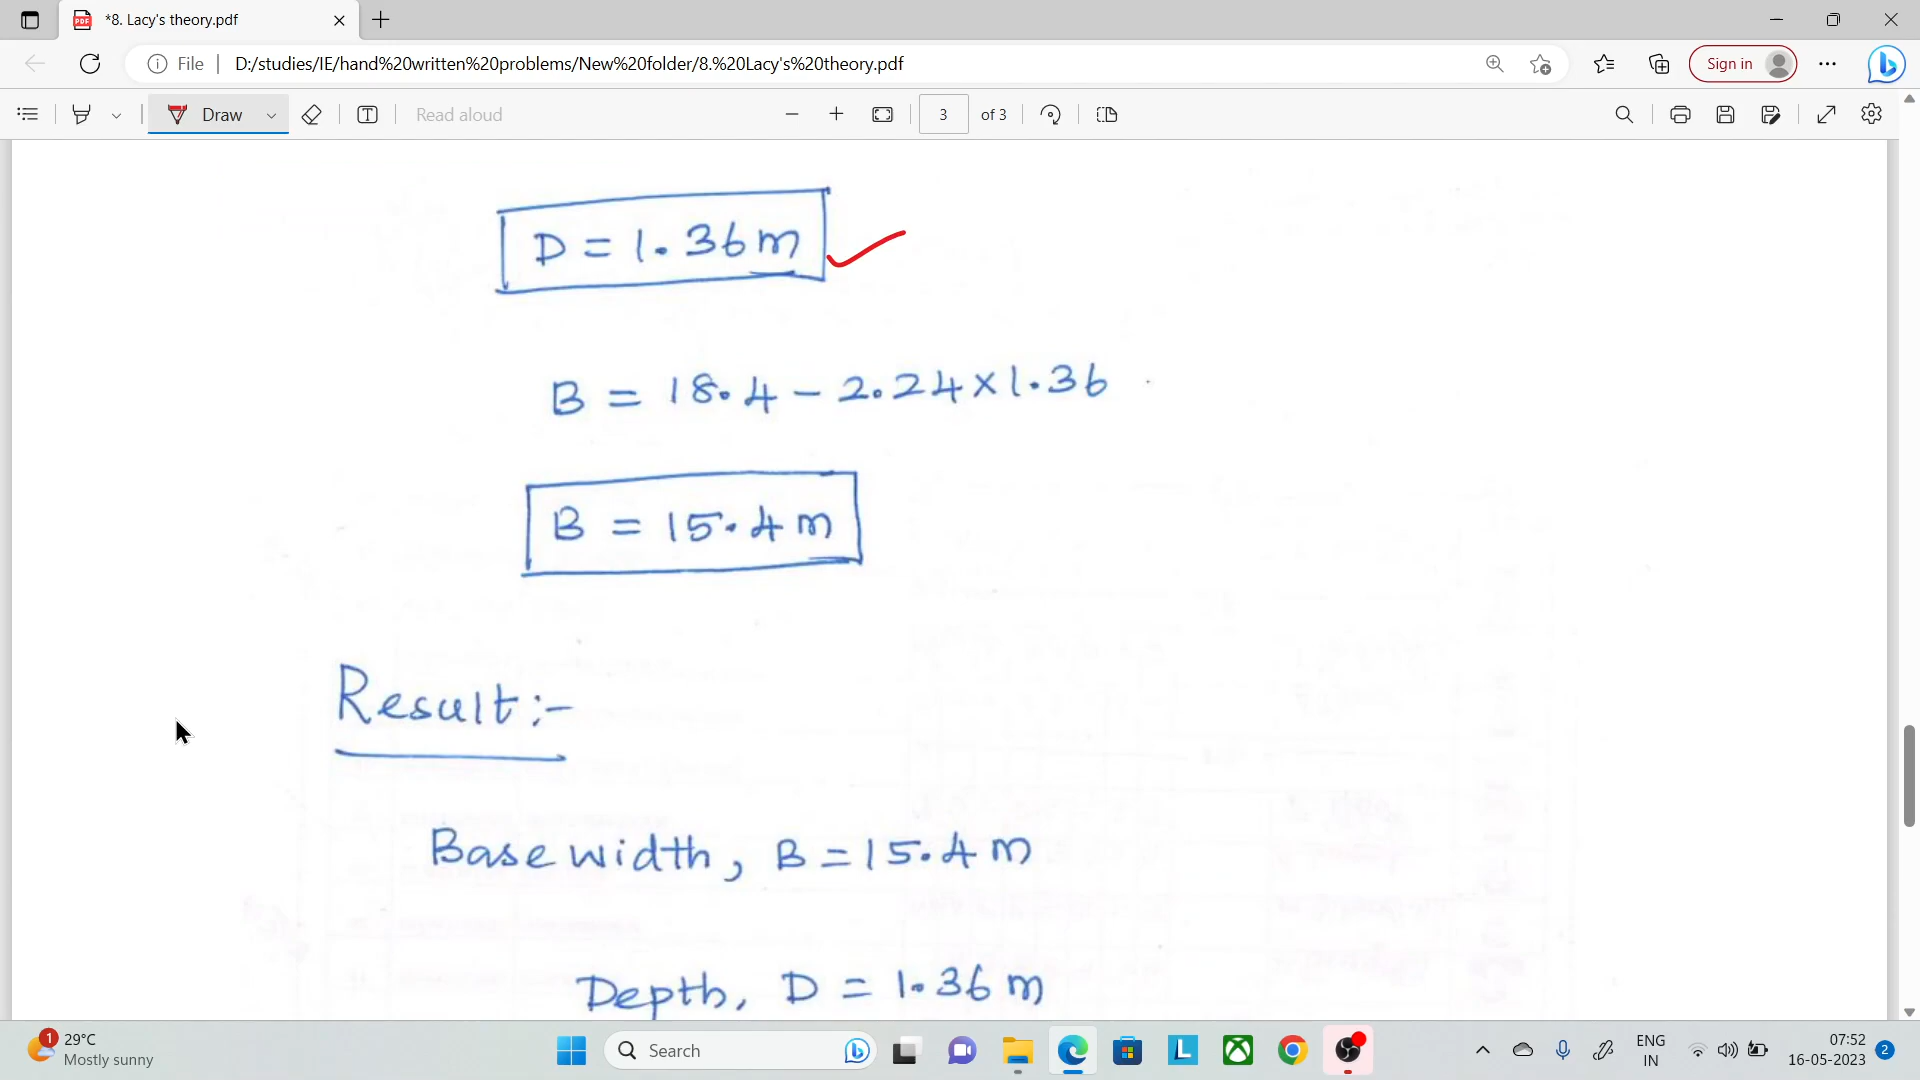 *8. Lacy's theory.pdf
File
D:/studies/IE/hand%20written%20problems/New%20folder/8.%20Lacy's%20theory.pdf
Sign in
Draw
Read aloud
3 of 3
D = 1.36 m
B = 18.4 - 2.24 x 1.36
B = 15.4 m
Result :-
Base width, B = 15.4 m
Depth, D = 1.36 m
1
29°C
Mostly sunny
Search
ENG
IN
07:52
16-05-2023
2